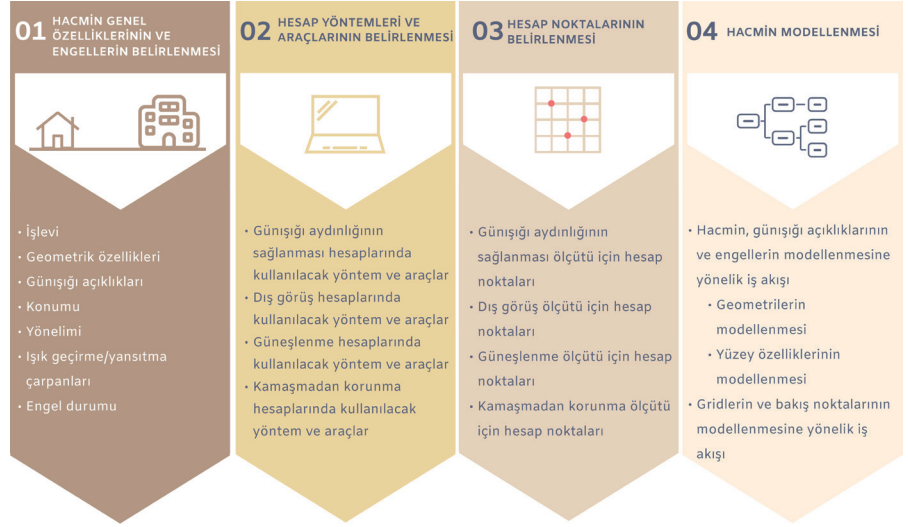 01 HACMİN GENEL
ÖZELLİKLERİNİN VE
ENGELLERİN BELİRLENMESİ
• İşlevi
• Geometrik özellikleri
• Günışığı açıklıkları
• Konumu
• Yönelimi
• Işık geçirme/yansıtma
çarpanları
• Engel durumu
02 HESAP YÖNTEMLERİ VE
ARAÇLARININ BELİRLENMESİ
• Günışığı aydınlığının
sağlanması hesaplarında
kullanılacak yöntem ve araçlar
• Dış görüş hesaplarında
kullanılacak yöntem ve araçlar
• Güneşlenme hesaplarında
kullanılacak yöntem ve araçlar
• Kamaşmadan korunma
hesaplarında kullanılacak
yöntem ve araçlar
03 HESAP NOKTALARININ
BELİRLENMESİ
• Günışığı aydınlığının
sağlanması ölçütü için hesap
noktaları
• Dış görüş ölçütü için hesap
noktaları
• Güneşlenme ölçütü için hesap
noktaları
• Kamaşmadan korunma ölçütü
için hesap noktaları
04 HACMİN MODELLENMESİ
• Hacmin, günışığı açıklıklarının
ve engellerin modellenmesine
yönelik iş akışı
• Geometrilerin
modellenmesi
• Yüzey özelliklerinin
modellenmesi
• Gridlerin ve bakış noktalarının
modellenmesine yönelik iş
akışı